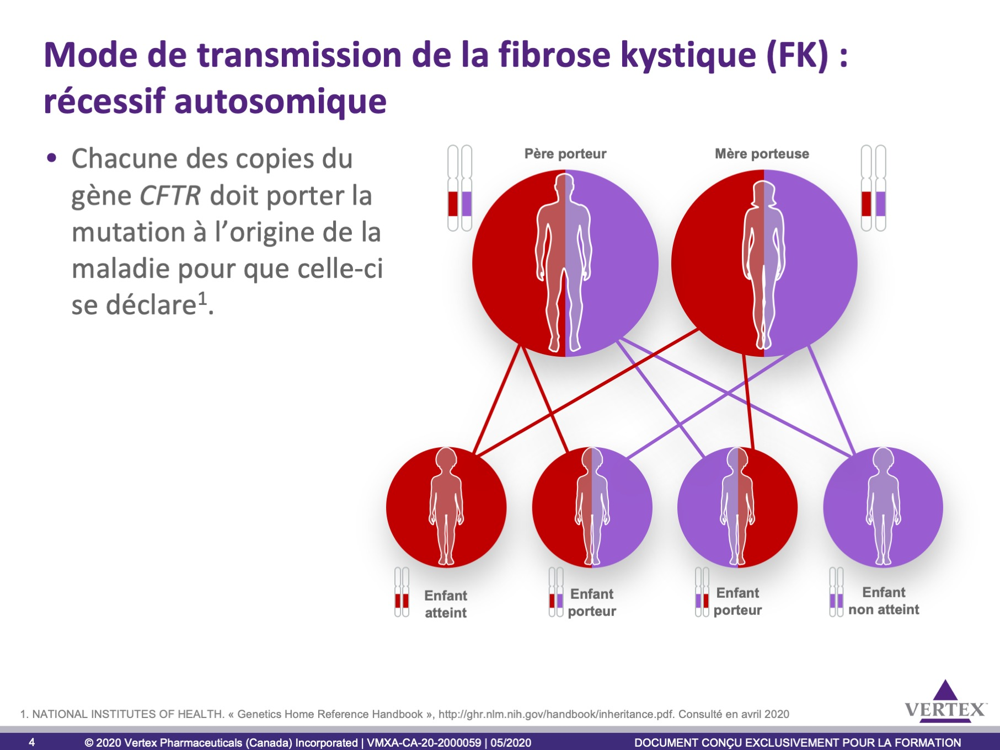 Mode de transmission de la fibrose kystique (FK) :
récessif autosomique
• Chacune des copies du
gène CFTR doit porter la
mutation à l’origine de la
maladie pour que celle-ci
se déclare¹.
Père porteur
Mère porteuse
Enfant
atteint
Enfant
porteur
Enfant
porteur
Enfant
non atteint
1. NATIONAL INSTITUTES OF HEALTH. « Genetics Home Reference Handbook », http://ghr.nlm.nih.gov/handbook/inheritance.pdf. Consulté en avril 2020
VERTEX™
4 © 2020 Vertex Pharmaceuticals (Canada) Incorporated | VMXA-CA-20-2000059 | 05/2020 DOCUMENT CONÇU EXCLUSIVEMENT POUR LA FORMATION